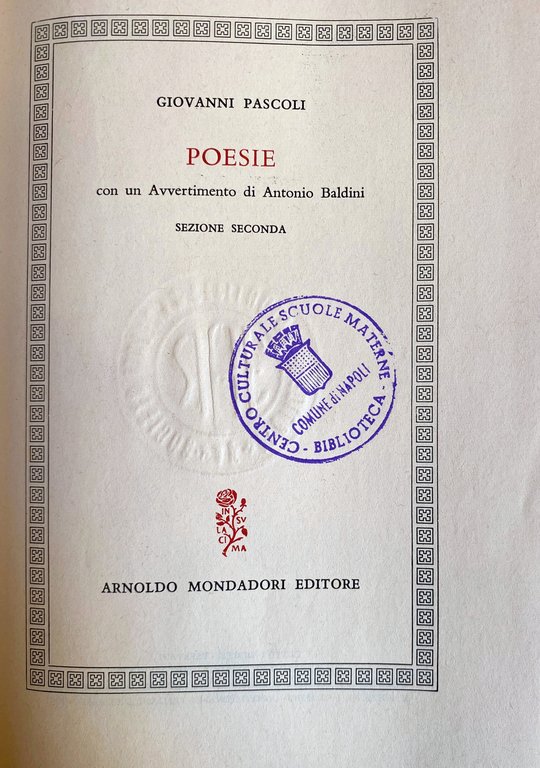 GIOVANNI PASCOLI
POESIE
con un Avvertimento di Antonio Baldini
SEZIONE SECONDA
CENTRO CULTURALE SCUOLE MATERNE
- BIBLIOTECA -
COMUNE di NAPOLI
IN SV
LA
CI MA
ARNOLDO MONDADORI EDITORE